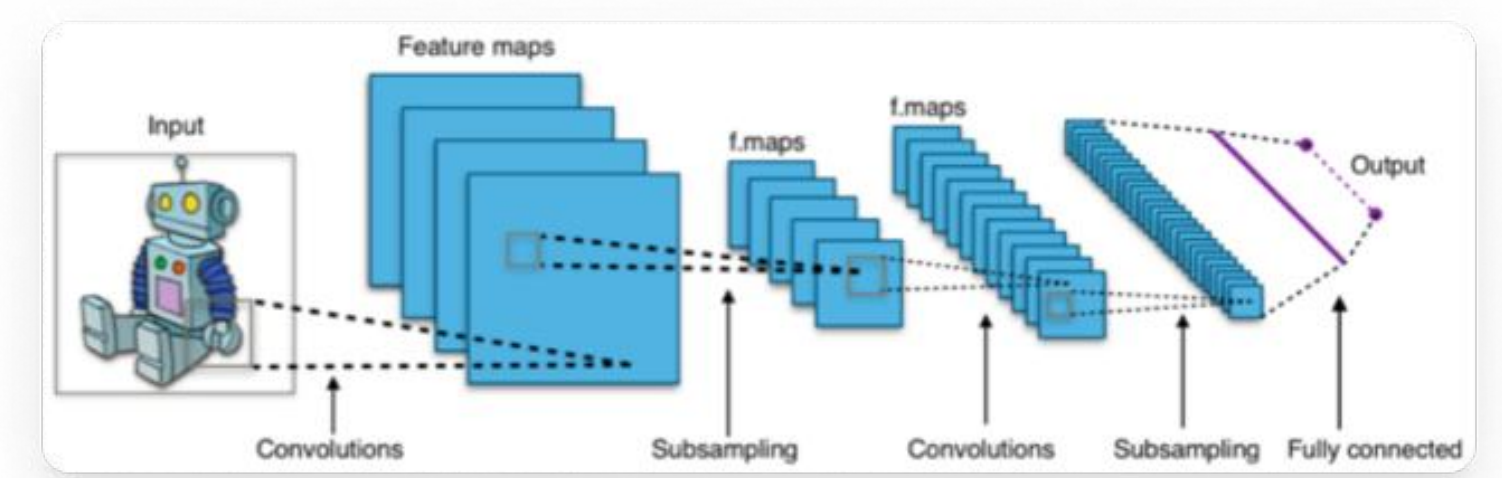 Feature maps
Input
f.maps
f.maps
Output
Convolutions
Subsampling
Convolutions
Subsampling
Fully connected